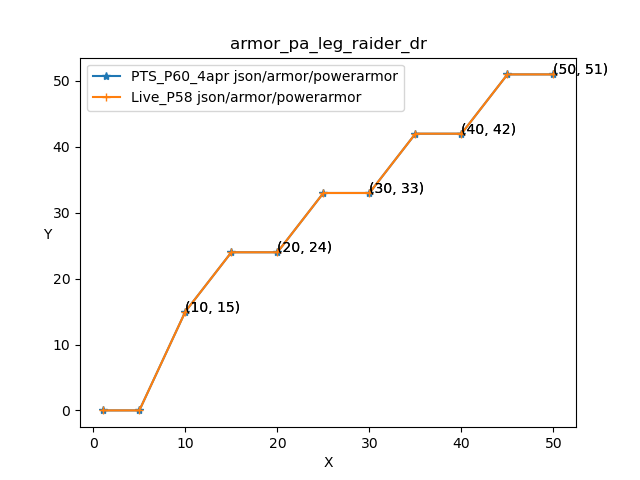 armor_pa_leg_raider_dr
PTS_P60_4apr json/armor/powerarmor
Live_P58 json/armor/powerarmor
(50, 51)
(40, 42)
(30, 33)
(20, 24)
(10, 15)
50
40
30
20
10
0
Y
0 10 20 30 40 50
X